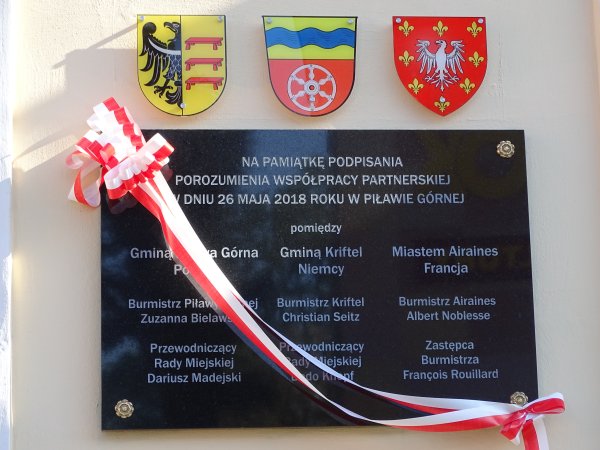 NA PAMIĄTKĘ PODPISANIA
POROZUMIENIA WSPÓŁPRACY PARTNERSKIEJ
W DNIU 26 MAJA 2018 ROKU W PIŁAWIE GÓRNEJ
pomiędzy
Gminą Górna
Gminą Kriftel
Niemcy
Miastem Airaines
Francja
Burmistrz
Zuzanna
Burmistrz Kriftel
Christian Seitz
Burmistrz Airaines
Albert Noblesse
Przewodniczący
Rady Miejskiej
Dariusz Madejski
Przewodniczący
Rady Miejskiej
Zastępca
Burmistrza
François Rouillard